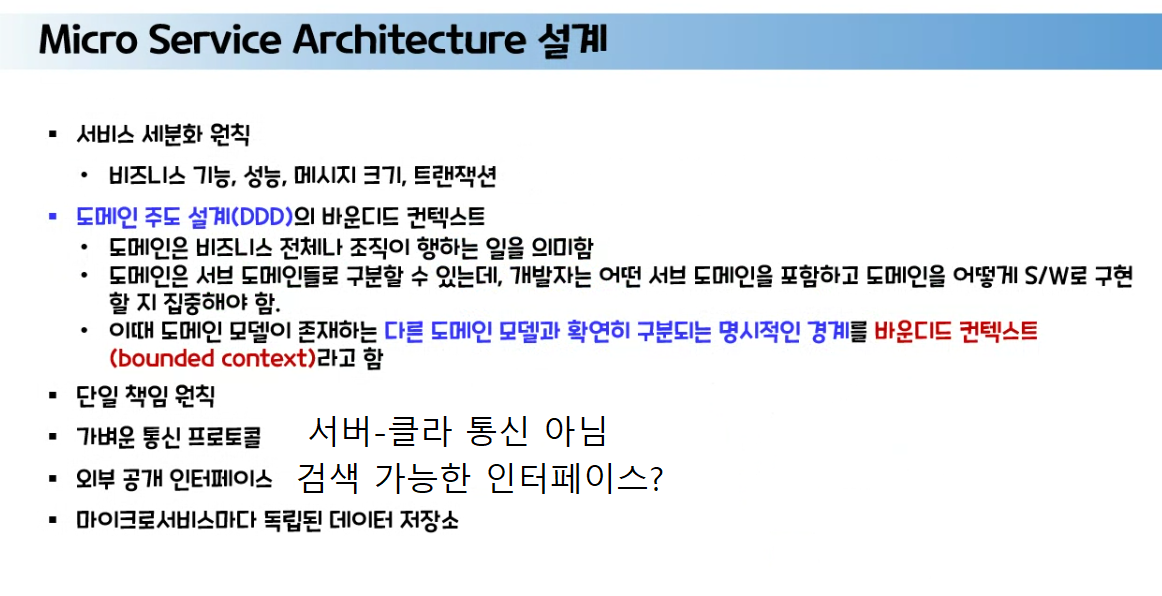 Micro Service Architecture 설계
▪ 서비스 세분화 원칙
• 비즈니스 기능, 성능, 메시지 크기, 트랜잭션
▪ 도메인 주도 설계(DDD)의 바운디드 컨텍스트
• 도메인은 비즈니스 전체나 조직이 행하는 일을 의미함
• 도메인은 서브 도메인들로 구분할 수 있는데, 개발자는 어떤 서브 도메인을 포함하고 도메인을 어떻게 S/W로 구현
할 지 집중해야 함.
• 이때 도메인 모델이 존재하는 다른 도메인 모델과 확연히 구분되는 명시적인 경계를 바운디드 컨텍스트
(bounded context)라고 함
▪ 단일 책임 원칙
▪ 가벼운 통신 프로토콜 서버-클라 통신 아님
▪ 외부 공개 인터페이스 검색 가능한 인터페이스?
▪ 마이크로서비스마다 독립된 데이터 저장소